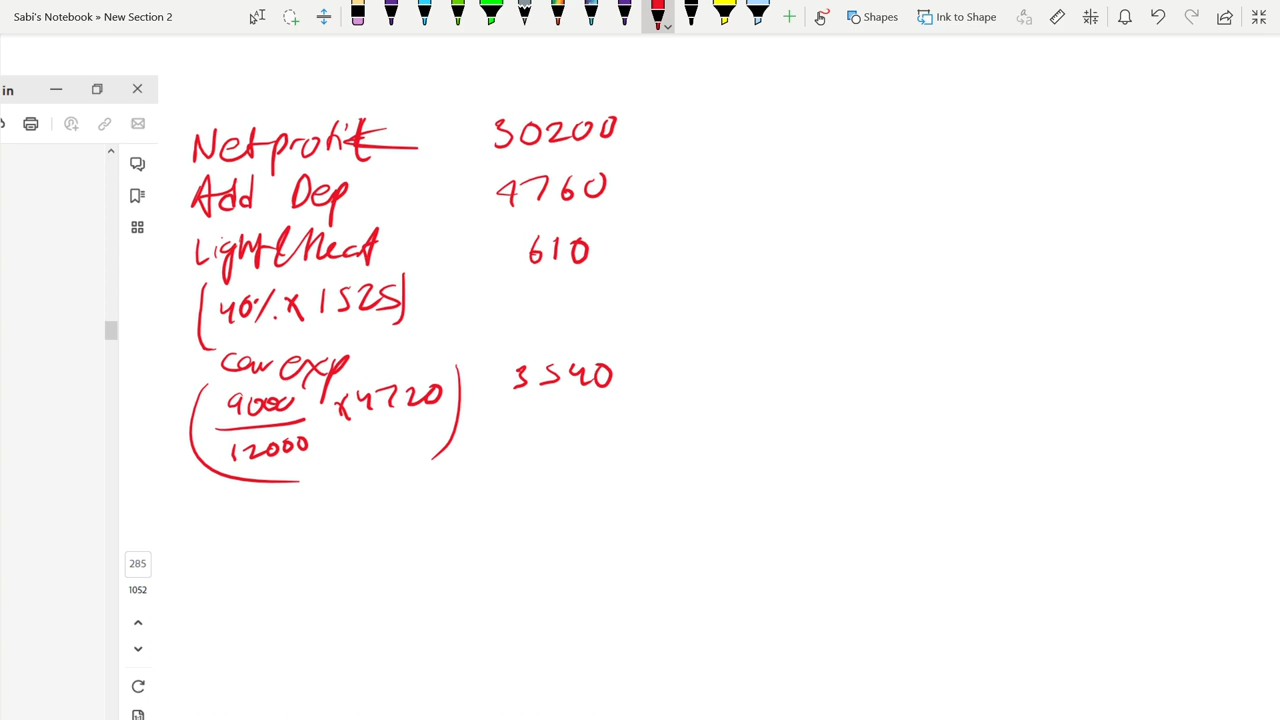 Sabi's Notebook » New Section 2
Shapes
Ink to Shape
in
Net profit 30200
Add Dep 4760
Light & Heat 610
(40% x 1525)
car exp 3540
(9000 x 4720)
12000
285
1052